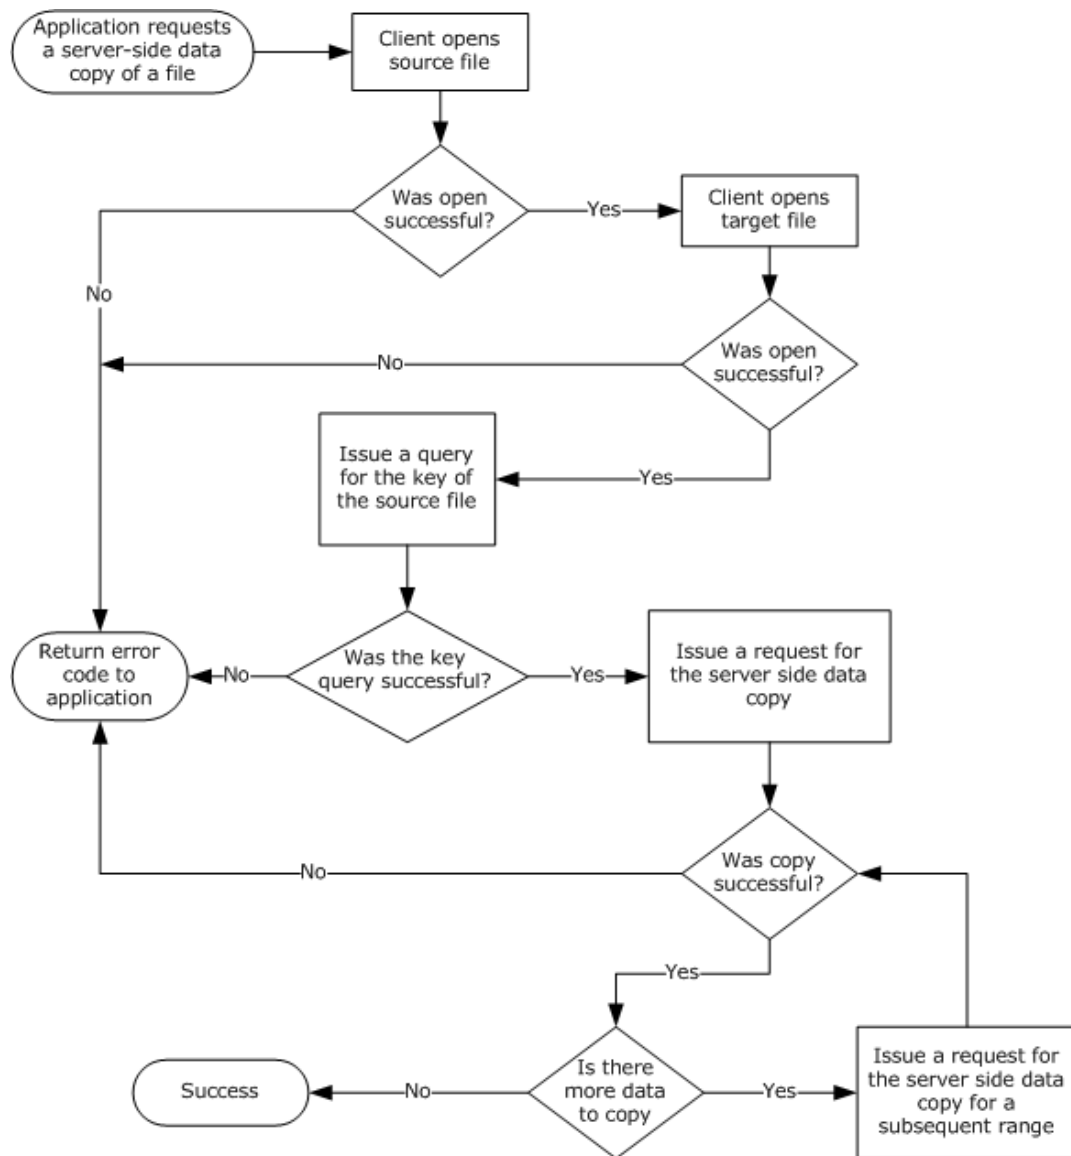 Application requests
a server-side data
copy of a file
Client opens
source file
Was open
successful?
Yes
Client opens
target file
No
Was open
successful?
No
Issue a query
for the key of
the source file
Yes
Return error
code to
application
No
Was the key
query successful?
Yes
Issue a request for
the server side data
copy
No
Was copy
successful?
Yes
Success
No
Is there
more data
to copy
Yes
Issue a request for
the server side data
copy for a
subsequent range